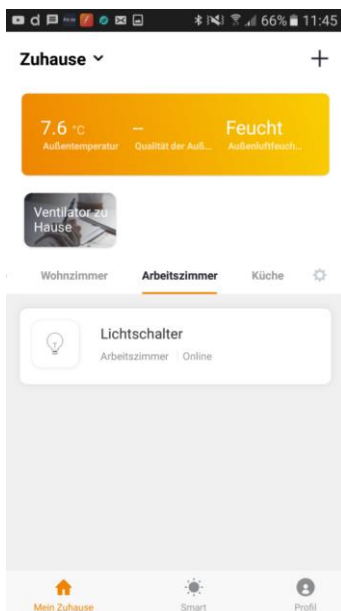 66% 11:45
Zuhause
7.6 °C -- Feucht
Außentemperatur Qualität der Auß... Außenluftfeuch...
Ventilator zu
Hause
Wohnzimmer Arbeitszimmer Küche
Lichtschalter
Arbeitszimmer Online
Mein Zuhause Smart Profil